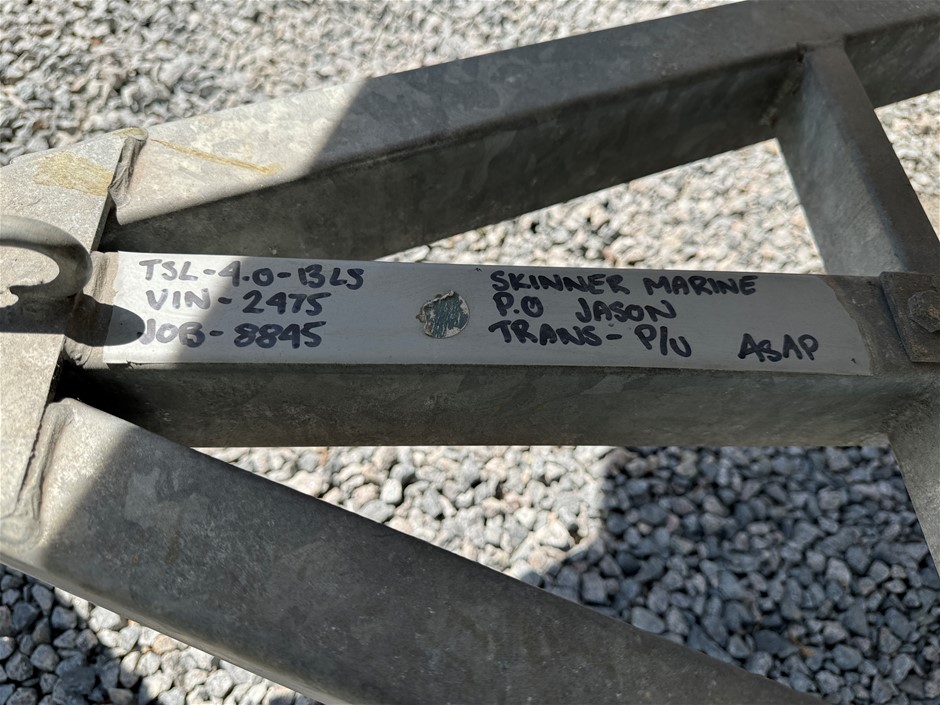 TSL-4.0-13LS
VIN-2475
JOB-8845
SKINNER MARINE
P.O JASON
TRANS- P/U ASAP